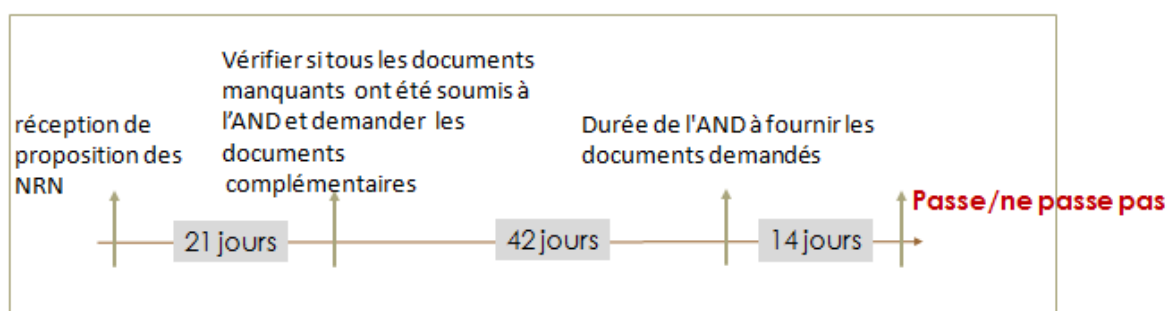 réception de
proposition des
NRN
Vérifier si tous les documents
manquants ont été soumis à
l'AND et demander les
documents
complémentaires
Durée de l'AND à fournir les
documents demandés
Passe/ne passe pas
21 jours
42 jours
14 jours